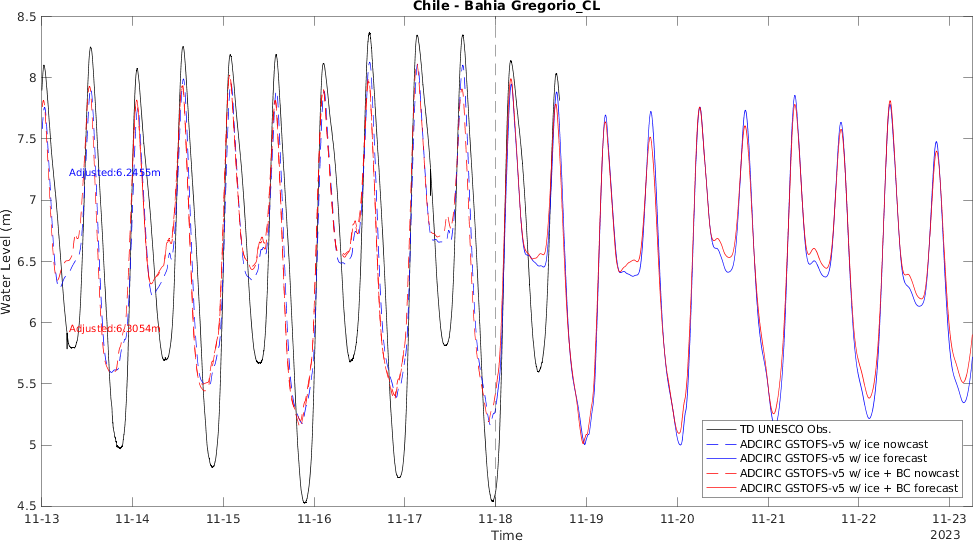 Chile - Bahia Gregorio_CL
8.5
8
7.5
7
6.5
6
5.5
5
4.5
Water Level (m)
Adjusted:6.2455m
Adjusted:6.3054m
TD UNESCO Obs.
ADCIRC GSTOFS-v5 w/ ice nowcast
ADCIRC GSTOFS-v5 w/ ice forecast
ADCIRC GSTOFS-v5 w/ ice + BC nowcast
ADCIRC GSTOFS-v5 w/ ice + BC forecast
11-13 11-14 11-15 11-16 11-17 11-18 11-19 11-20 11-21 11-22 11-23
Time 2023